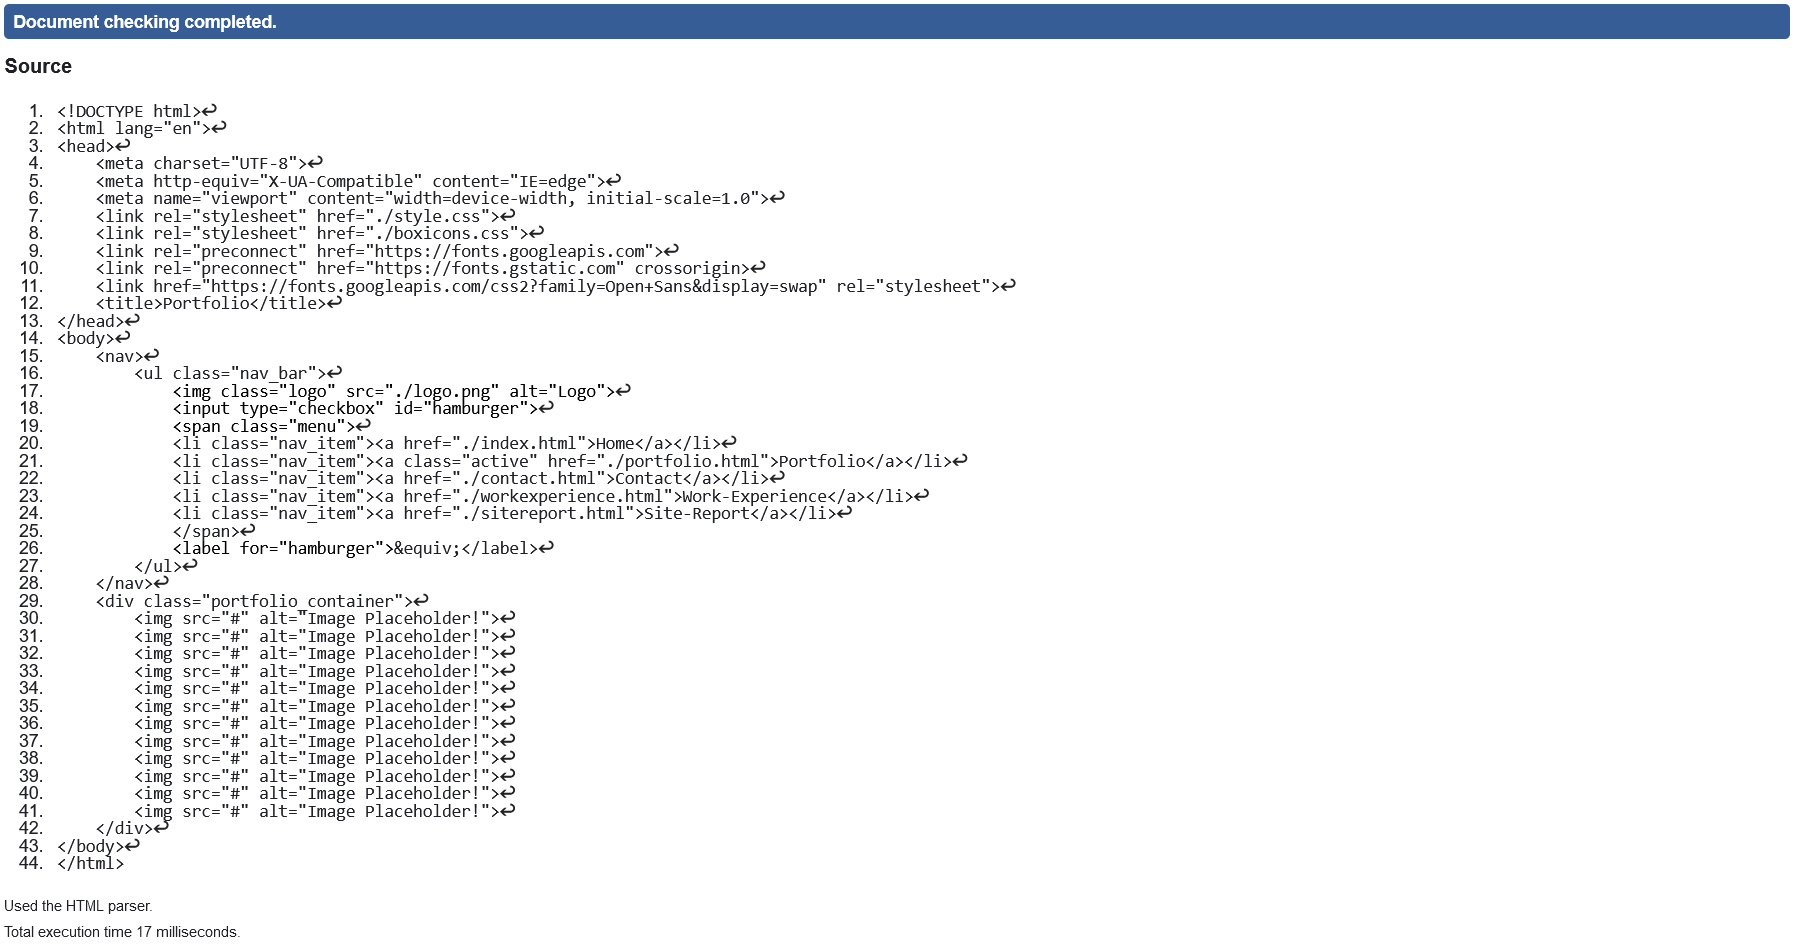 Document checking completed.
Source
1. <!DOCTYPE html>↩
2. <html lang="en">↩
3. <head>↩
4.     <meta charset="UTF-8">↩
5.     <meta http-equiv="X-UA-Compatible" content="IE=edge">↩
6.     <meta name="viewport" content="width=device-width, initial-scale=1.0">↩
7.     <link rel="stylesheet" href="./style.css">↩
8.     <link rel="stylesheet" href="./boxicons.css">↩
9.     <link rel="preconnect" href="https://fonts.googleapis.com">↩
10.     <link rel="preconnect" href="https://fonts.gstatic.com" crossorigin>↩
11.     <link href="https://fonts.googleapis.com/css2?family=Open+Sans&display=swap" rel="stylesheet">↩
12.     <title>Portfolio</title>↩
13. </head>↩
14. <body>↩
15.     <nav>↩
16.         <ul class="nav_bar">↩
17.             <img class="logo" src="./logo.png" alt="Logo">↩
18.             <input type="checkbox" id="hamburger">↩
19.             <span class="menu">↩
20.             <li class="nav_item"><a href="./index.html">Home</a></li>↩
21.             <li class="nav_item"><a class="active" href="./portfolio.html">Portfolio</a></li>↩
22.             <li class="nav_item"><a href="./contact.html">Contact</a></li>↩
23.             <li class="nav_item"><a href="./workexperience.html">Work-Experience</a></li>↩
24.             <li class="nav_item"><a href="./sitereport.html">Site-Report</a></li>↩
25.             </span>↩
26.             <label for="hamburger">&equiv;</label>↩
27.         </ul>↩
28.     </nav>↩
29.     <div class="portfolio_container">↩
30.         <img src="#" alt="Image Placeholder!">↩
31.         <img src="#" alt="Image Placeholder!">↩
32.         <img src="#" alt="Image Placeholder!">↩
33.         <img src="#" alt="Image Placeholder!">↩
34.         <img src="#" alt="Image Placeholder!">↩
35.         <img src="#" alt="Image Placeholder!">↩
36.         <img src="#" alt="Image Placeholder!">↩
37.         <img src="#" alt="Image Placeholder!">↩
38.         <img src="#" alt="Image Placeholder!">↩
39.         <img src="#" alt="Image Placeholder!">↩
40.         <img src="#" alt="Image Placeholder!">↩
41.         <img src="#" alt="Image Placeholder!">↩
42.     </div>↩
43. </body>↩
44. </html>
Used the HTML parser.
Total execution time 17 milliseconds.